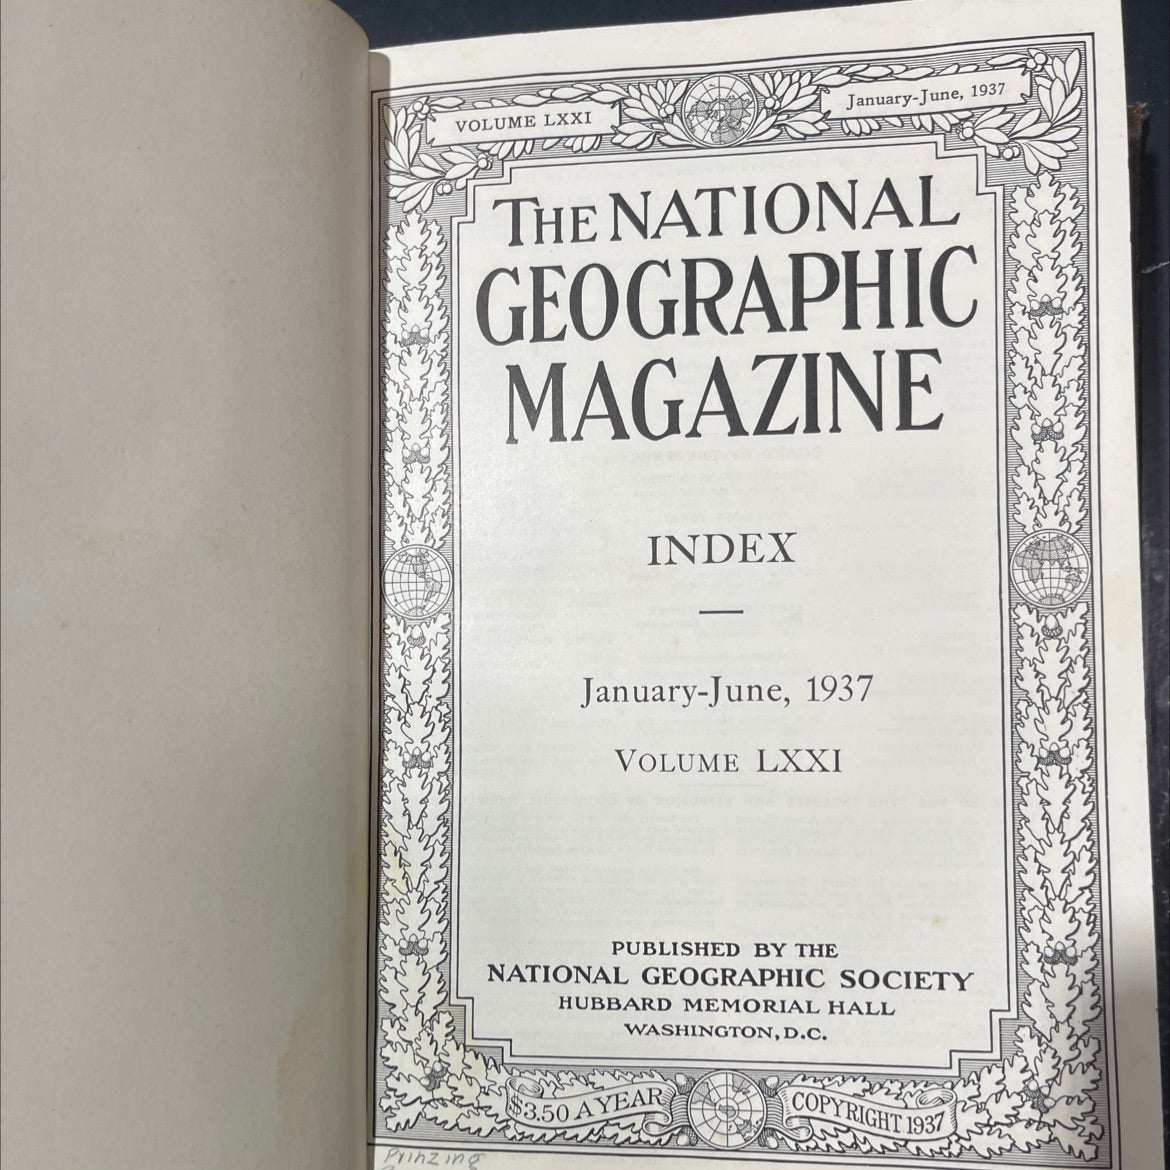 VOLUME LXXI
January-June, 1937
THE NATIONAL
GEOGRAPHIC
MAGAZINE
INDEX
January-June, 1937
VOLUME LXXI
PUBLISHED BY THE
NATIONAL GEOGRAPHIC SOCIETY
HUBBARD MEMORIAL HALL
WASHINGTON, D.C.
$3.50 A YEAR
COPYRIGHT 1937
Prinzing